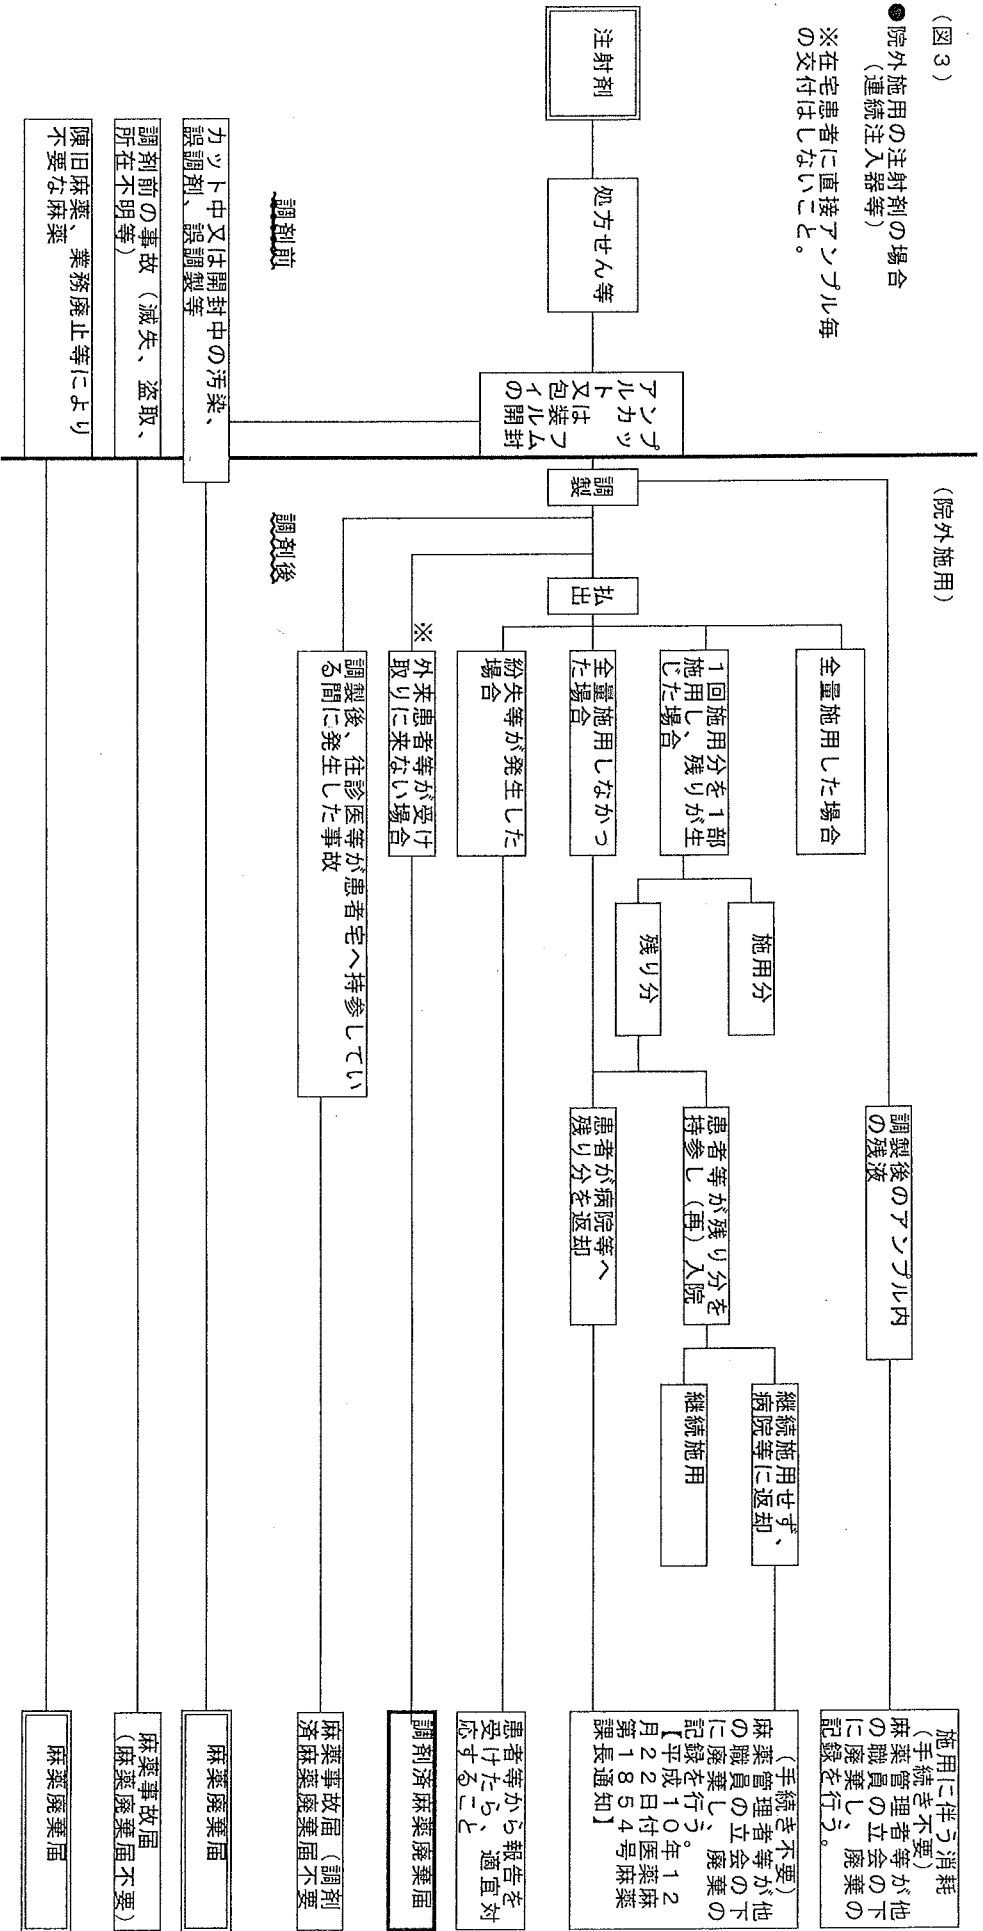 （図３）
●院外施用の注射剤の場合
（連続注入器等）
※在宅患者に直接アンプル毎
の交付はしないこと。
（院外施用）
注射剤
処方せん等
アンプ
ルカッ
ト
又は
包装フ
ィルム
の開封
調
製
払
出
調製後のアンプル内
の残液
施用に伴う消耗
（手続き不要）
麻薬管理者等が他
の職員の立会の下
に廃棄し、廃棄の
記録を行う。
全量施用した場合
１回施用分を１部
施用し、残りが生
じた場合
施用分
残り分
全量施用しなかっ
た場合
患者等が残り分を
持参し（再）入院
継続施用せず、
病院等に返却
継続施用
患者が病院等へ
残り分を返却
（手続き不要）
麻薬管理者等が他
の職員の立会の下
に廃棄し、廃棄の
記録を行う。
【平成１０年１２
月２２日付医薬麻
第１８５４号麻薬
課長通知】
紛失等が発生した
場合
患者等から報告を
受けたら、適宜対
応すること
※
外来患者等が受け
取りに来ない場合
調剤済麻薬廃棄届
調製後、往診医等が患者宅へ持参してい
る間に発生した事故
麻薬事故届（調剤
済麻薬廃棄届不要
調剤前
調剤後
カット中又は開封中の汚染、
誤調剤、誤調製等
麻薬廃棄届
調剤前の事故（滅失、盗取、
所在不明等）
麻薬事故届
（麻薬廃棄届不要）
陳旧麻薬、業務廃止等により
不要な麻薬
麻薬廃棄届